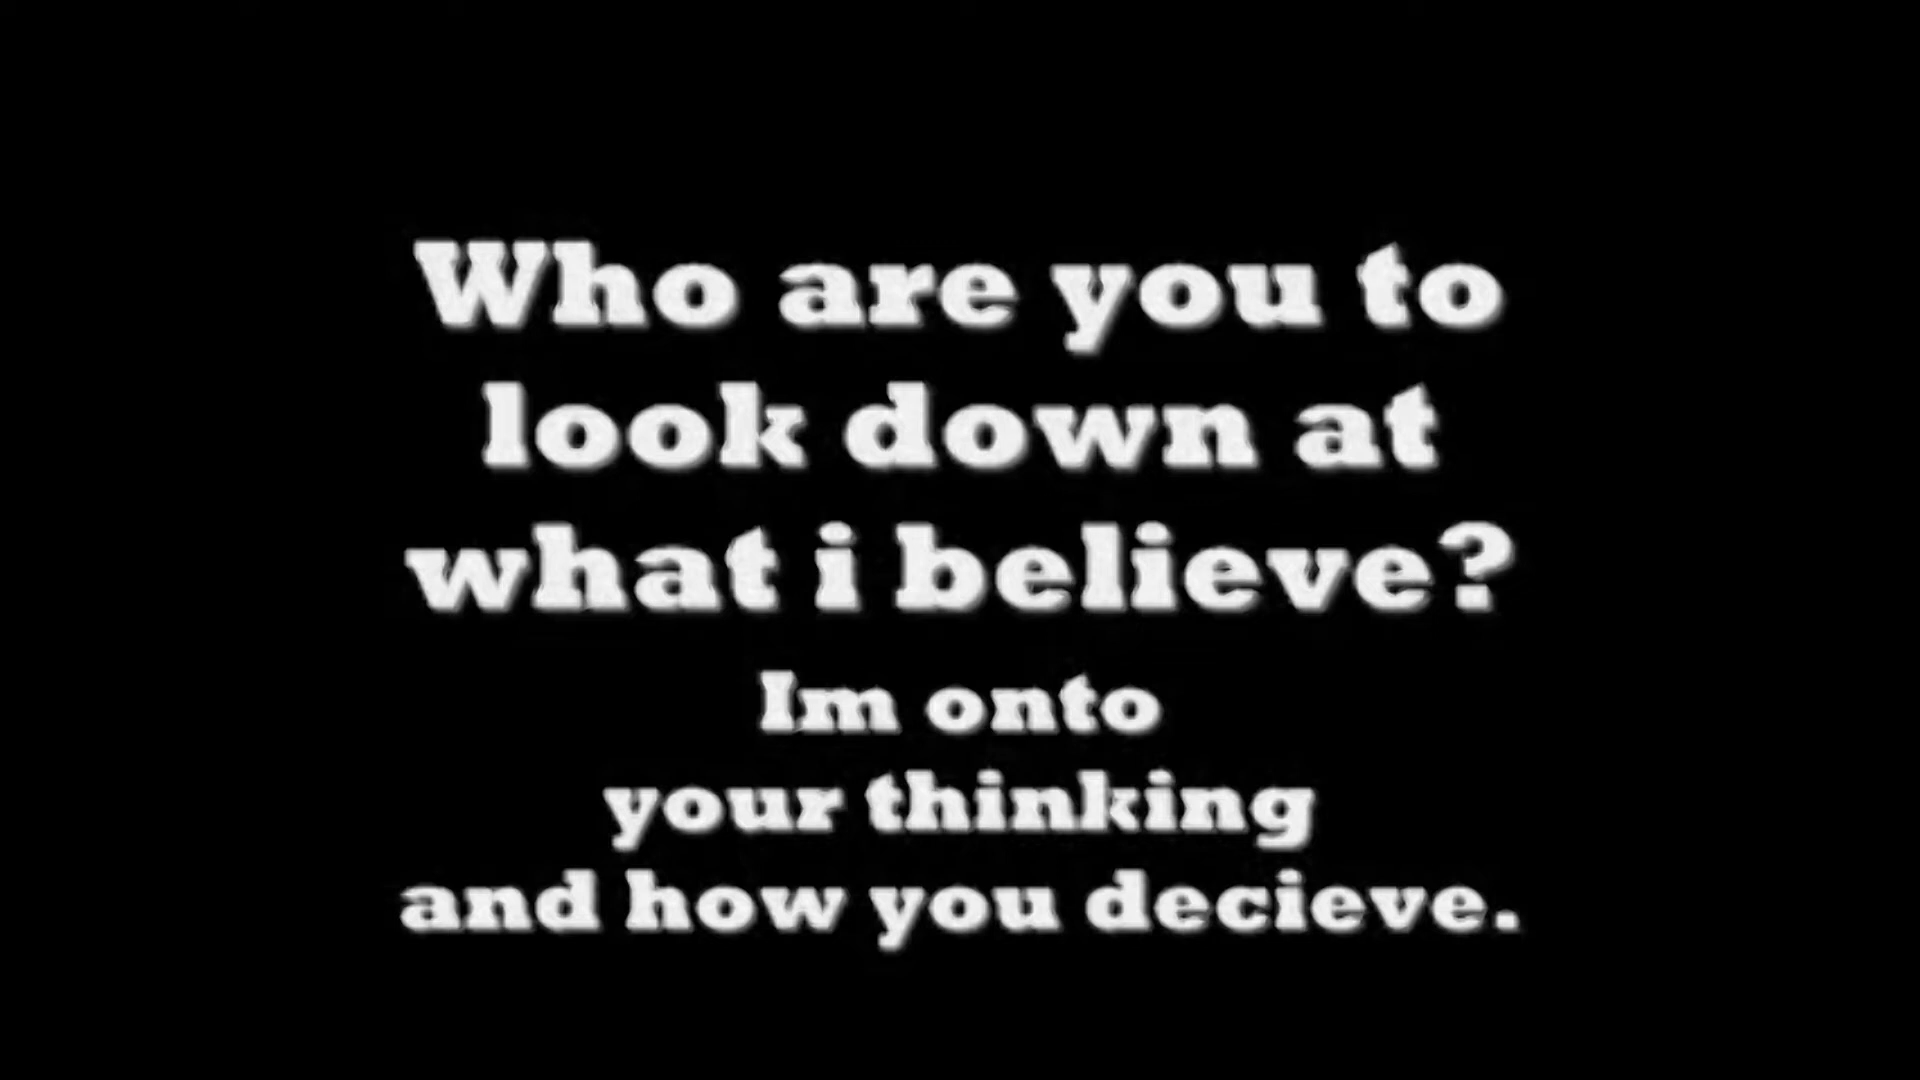 Who are you to
look down at
what i believe?
Im onto
your thinking
and how you decieve.